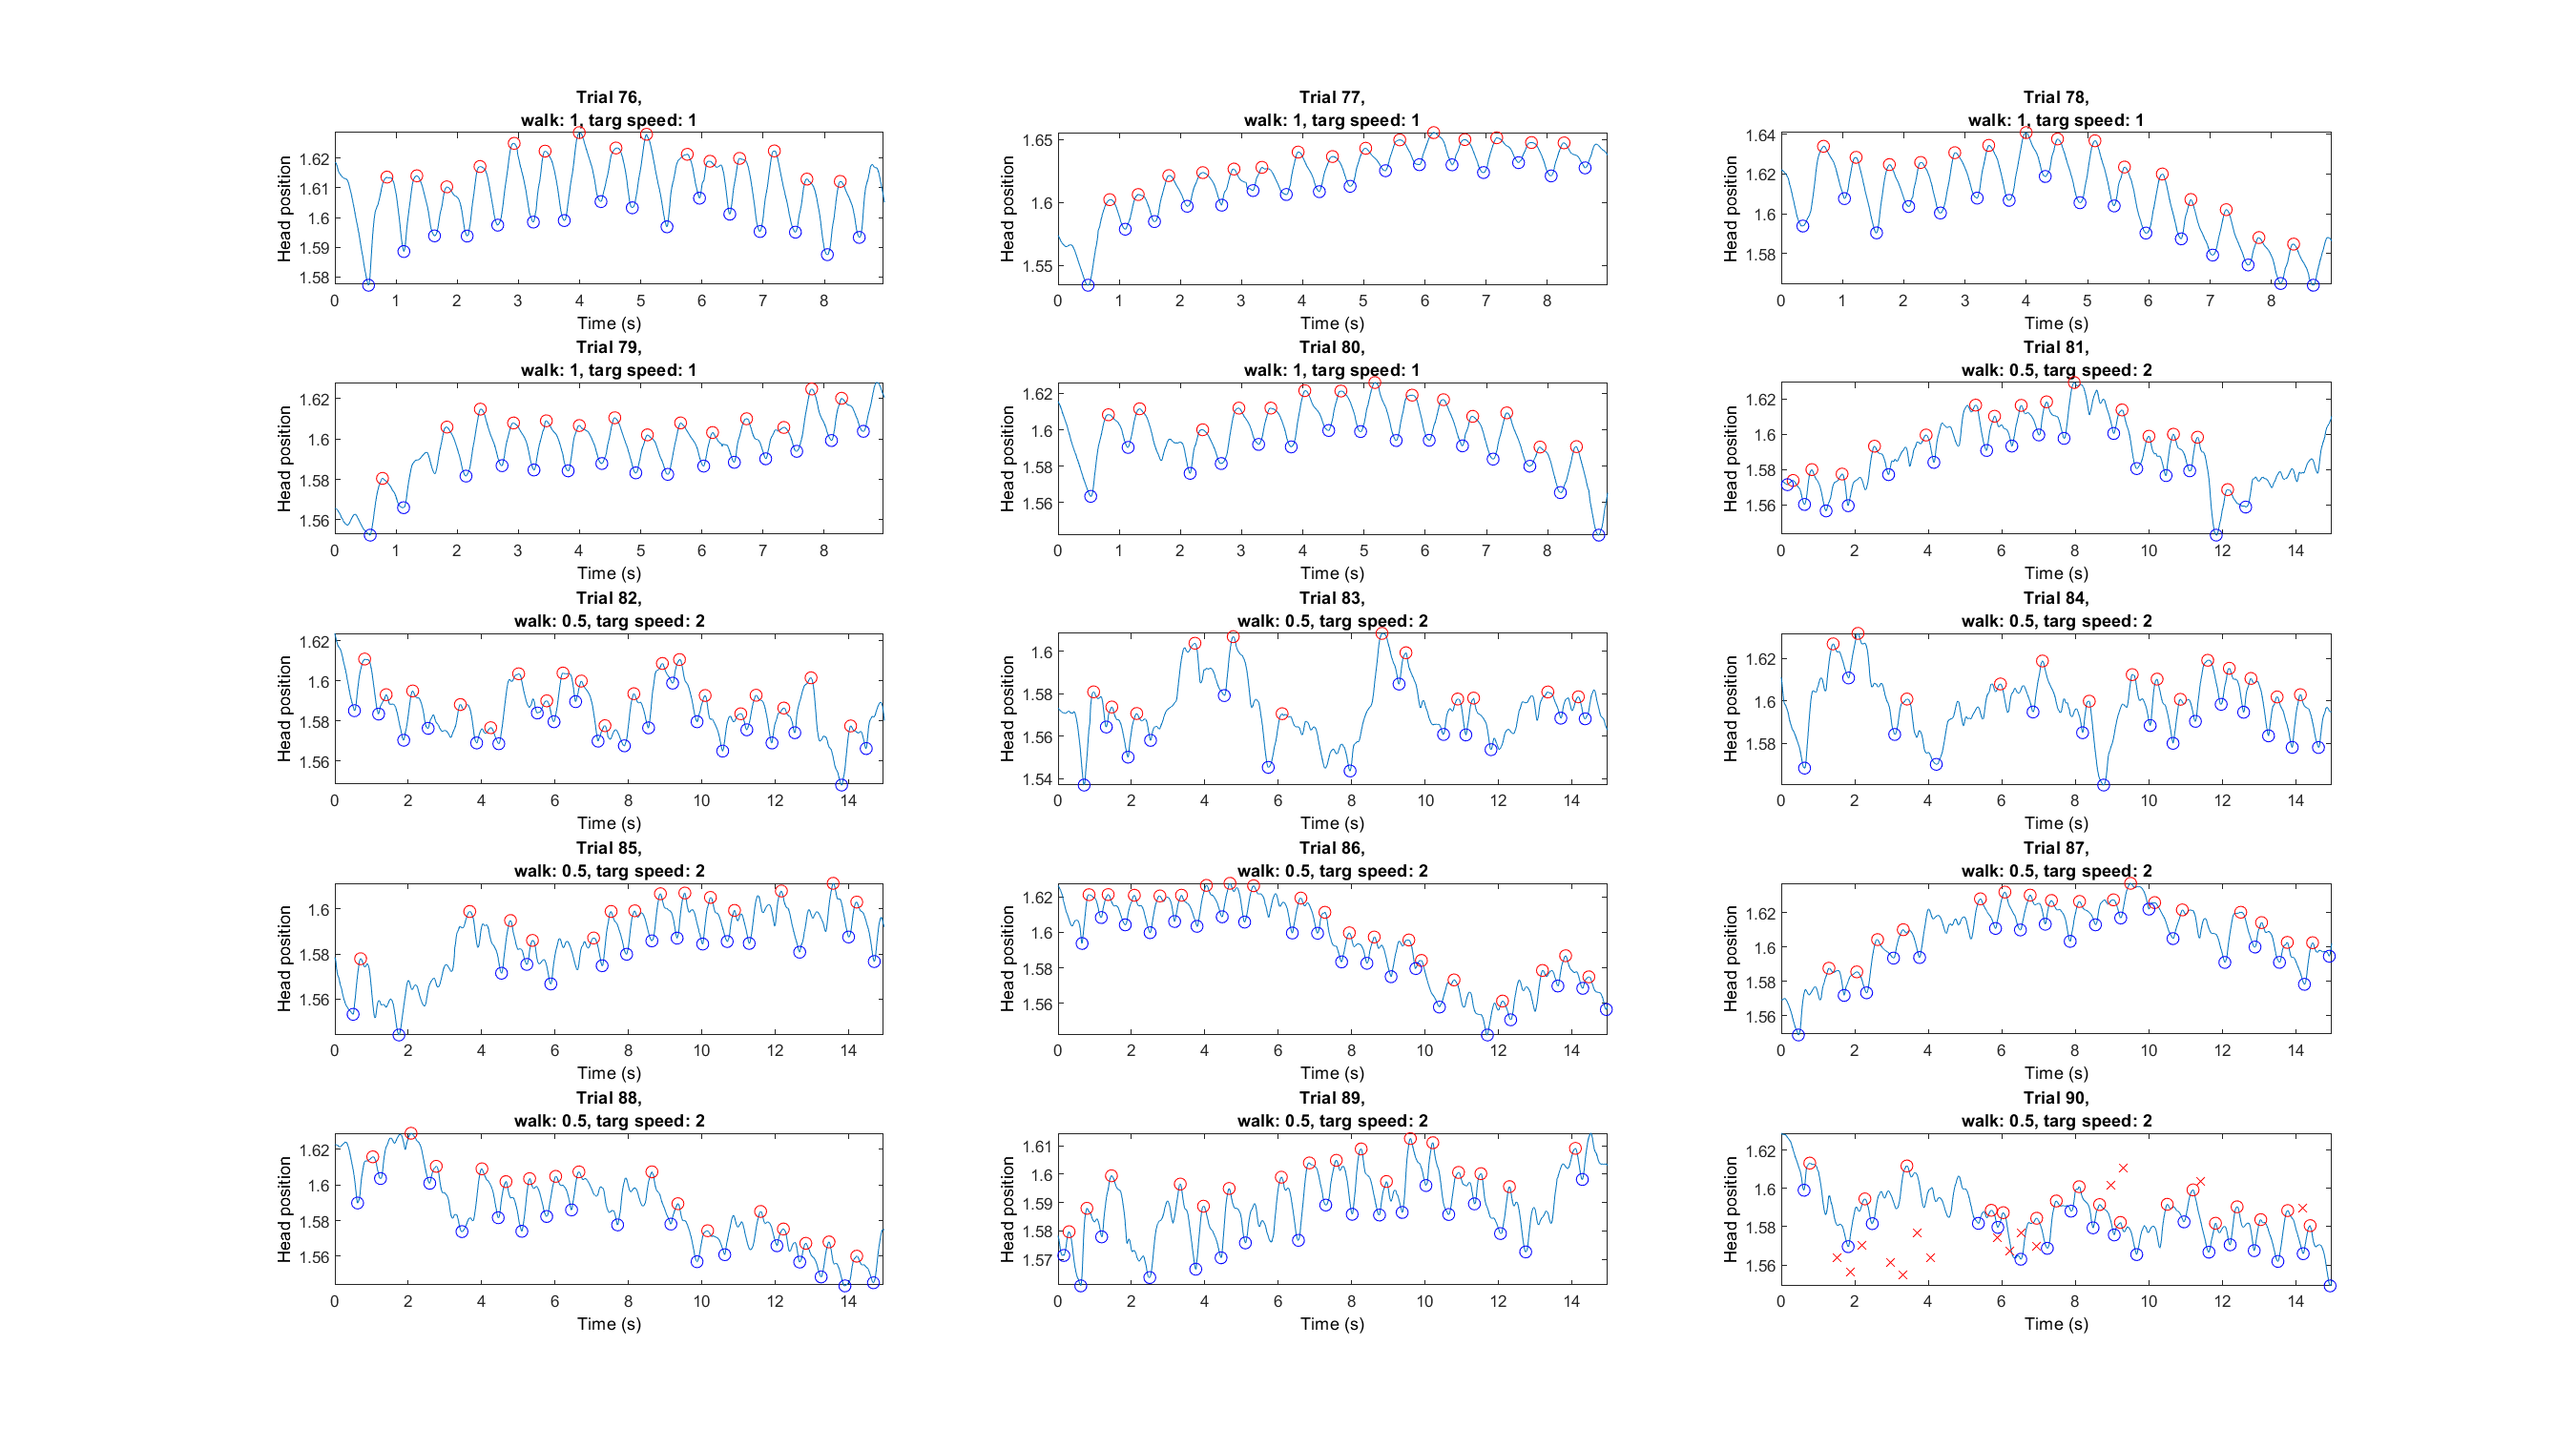 Trial 76,
walk: 1, targ speed: 1
Head position
1.62
1.61
1.6
1.59
1.58
0 1 2 3 4 5 6 7 8
Time (s)
Trial 77,
walk: 1, targ speed: 1
Head position
1.65
1.6
1.55
0 1 2 3 4 5 6 7 8
Time (s)
Trial 78,
walk: 1, targ speed: 1
Head position
1.64
1.62
1.6
1.58
0 1 2 3 4 5 6 7 8
Time (s)
Trial 79,
walk: 1, targ speed: 1
Head position
1.62
1.6
1.58
1.56
0 1 2 3 4 5 6 7 8
Time (s)
Trial 80,
walk: 1, targ speed: 1
Head position
1.62
1.6
1.58
1.56
0 1 2 3 4 5 6 7 8
Time (s)
Trial 81,
walk: 0.5, targ speed: 2
Head position
1.62
1.6
1.58
1.56
0 2 4 6 8 10 12 14
Time (s)
Trial 82,
walk: 0.5, targ speed: 2
Head position
1.62
1.6
1.58
1.56
0 2 4 6 8 10 12 14
Time (s)
Trial 83,
walk: 0.5, targ speed: 2
Head position
1.6
1.58
1.56
1.54
0 2 4 6 8 10 12 14
Time (s)
Trial 84,
walk: 0.5, targ speed: 2
Head position
1.62
1.6
1.58
0 2 4 6 8 10 12 14
Time (s)
Trial 85,
walk: 0.5, targ speed: 2
Head position
1.6
1.58
1.56
0 2 4 6 8 10 12 14
Time (s)
Trial 86,
walk: 0.5, targ speed: 2
Head position
1.62
1.6
1.58
1.56
0 2 4 6 8 10 12 14
Time (s)
Trial 87,
walk: 0.5, targ speed: 2
Head position
1.62
1.6
1.58
1.56
0 2 4 6 8 10 12 14
Time (s)
Trial 88,
walk: 0.5, targ speed: 2
Head position
1.62
1.6
1.58
1.56
0 2 4 6 8 10 12 14
Time (s)
Trial 89,
walk: 0.5, targ speed: 2
Head position
1.61
1.6
1.59
1.58
1.57
0 2 4 6 8 10 12 14
Time (s)
Trial 90,
walk: 0.5, targ speed: 2
Head position
1.62
1.6
1.58
1.56
0 2 4 6 8 10 12 14
Time (s)